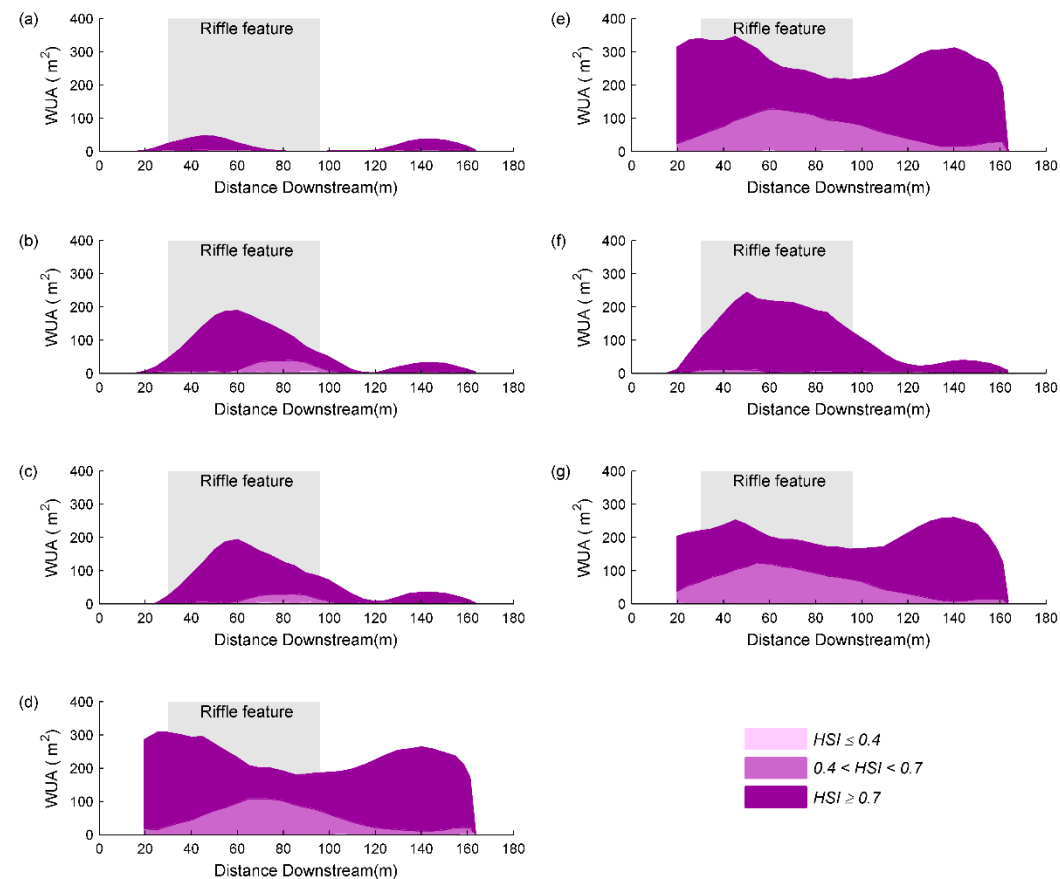 (a)
Riffle feature
WUA ( m²)
400
300
200
100
0
0 20 40 60 80 100 120 140 160 180
Distance Downstream(m)
(b)
Riffle feature
WUA ( m²)
400
300
200
100
0
0 20 40 60 80 100 120 140 160 180
Distance Downstream(m)
(c)
Riffle feature
WUA ( m²)
400
300
200
100
0
0 20 40 60 80 100 120 140 160 180
Distance Downstream(m)
(d)
Riffle feature
WUA ( m²)
400
300
200
100
0
0 20 40 60 80 100 120 140 160 180
Distance Downstream(m)
(e)
Riffle feature
WUA ( m²)
400
300
200
100
0
0 20 40 60 80 100 120 140 160 180
Distance Downstream(m)
(f)
Riffle feature
WUA ( m²)
400
300
200
100
0
0 20 40 60 80 100 120 140 160 180
Distance Downstream(m)
(g)
Riffle feature
WUA ( m²)
400
300
200
100
0
0 20 40 60 80 100 120 140 160 180
Distance Downstream(m)
HSI ≤ 0.4
0.4 < HSI < 0.7
HSI ≥ 0.7